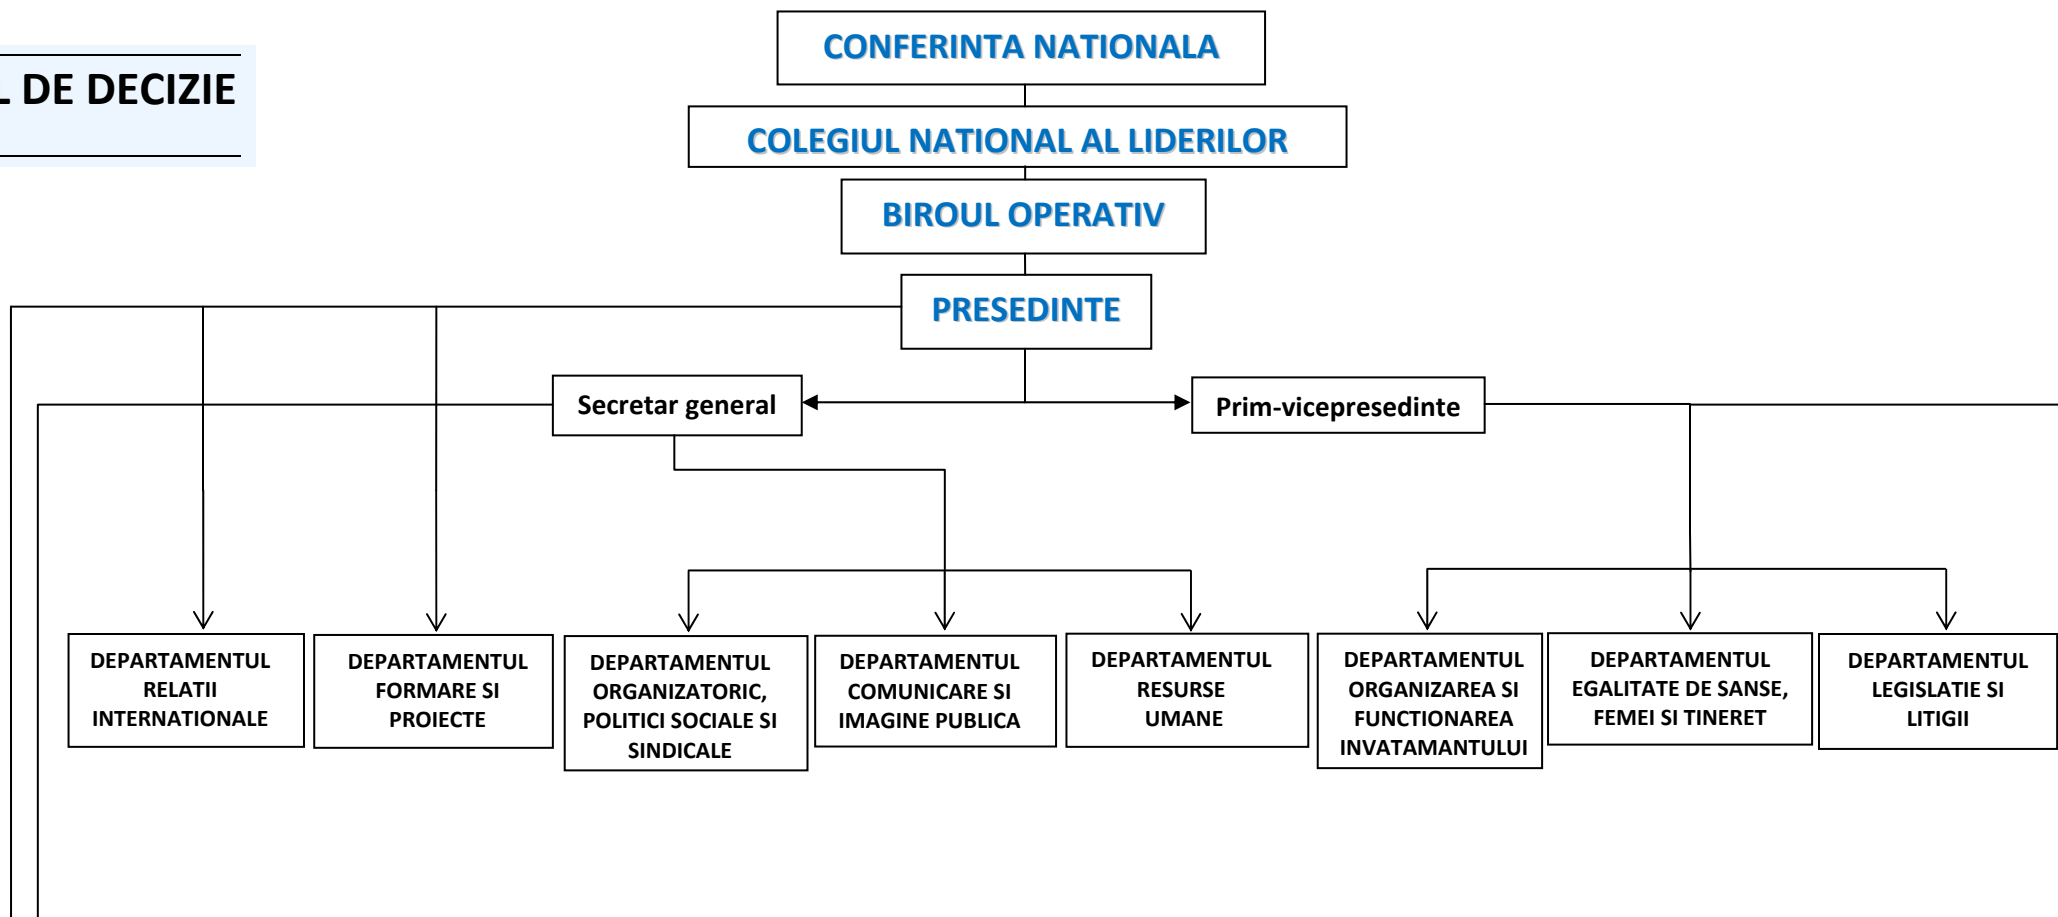 CONFERINTA NATIONALA
L DE DECIZIE
COLEGIUL NATIONAL AL LIDERILOR
BIROUL OPERATIV
PRESEDINTE
Secretar general
Prim-vicepresedinte
DEPARTAMENTUL
RELATII
INTERNATIONALE
DEPARTAMENTUL
FORMARE SI
PROIECTE
DEPARTAMENTUL
ORGANIZATORIC,
POLITICI SOCIALE SI
SINDICALE
DEPARTAMENTUL
COMUNICARE SI
IMAGINE PUBLICA
DEPARTAMENTUL
RESURSE
UMANE
DEPARTAMENTUL
ORGANIZAREA SI
FUNCTIONAREA
INVATAMANTULUI
DEPARTAMENTUL
EGALITATE DE SANSE,
FEMEI SI TINERET
DEPARTAMENTUL
LEGISLATIE SI
LITIGII